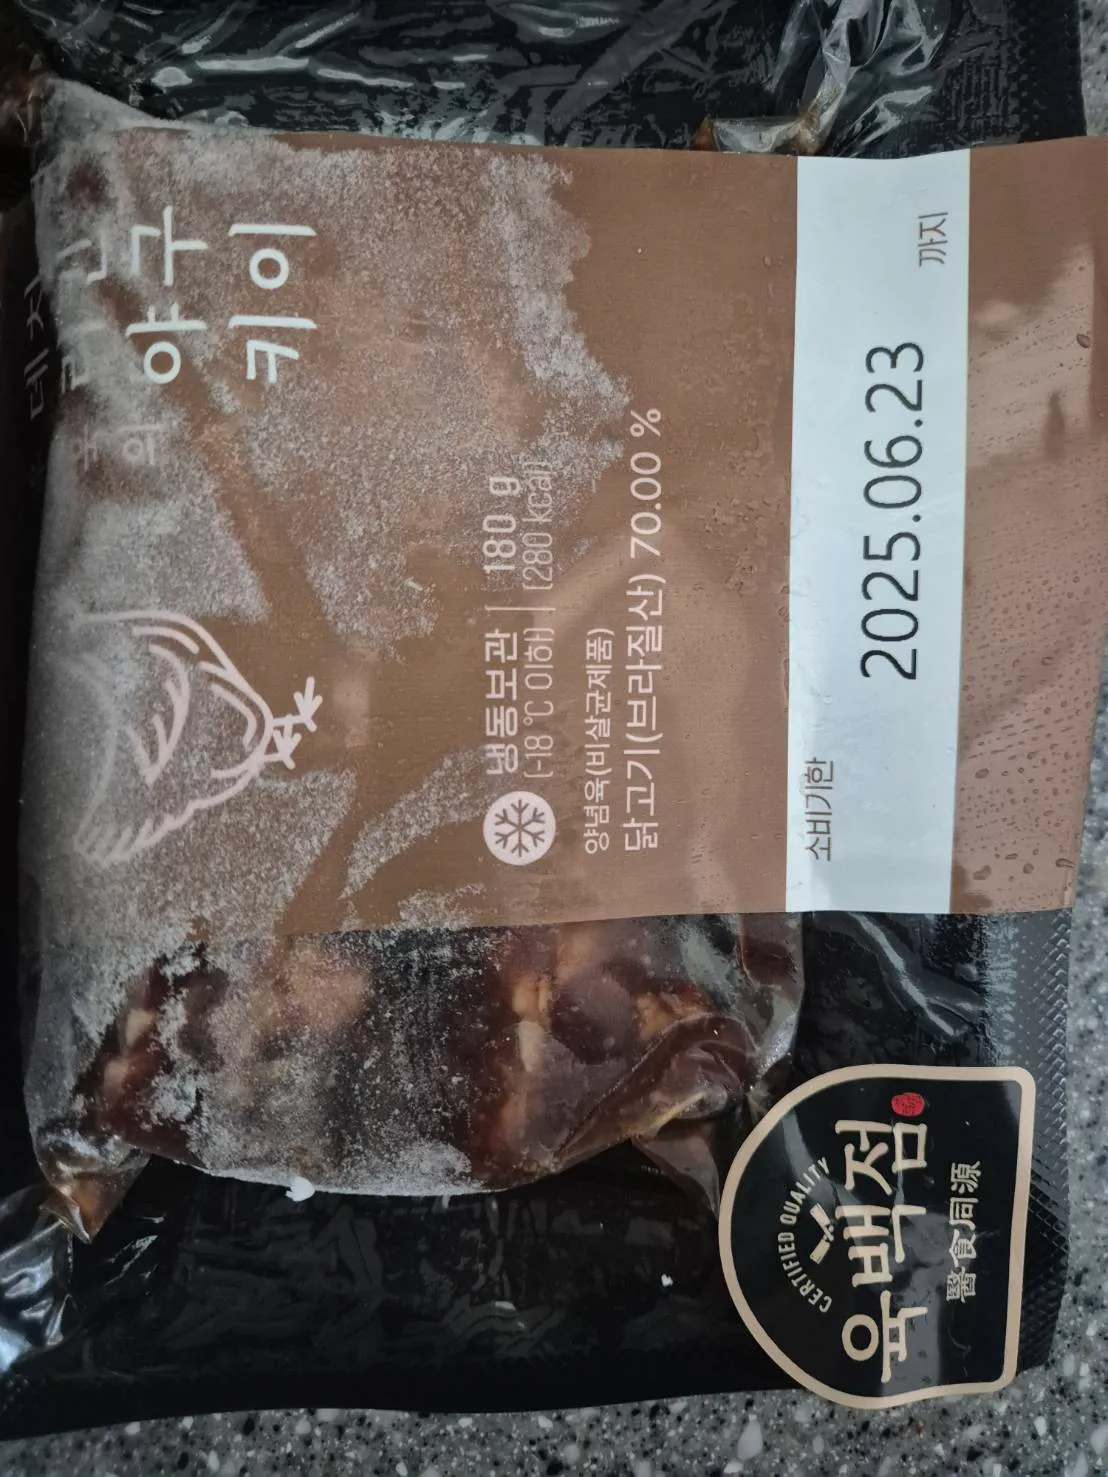 야구
키이
냉동보관 | 180 g
(-18℃ 이하) | (280 kcal)
양념육(비살균제품)
닭고기(브라질산) 70.00 %
소비기한
2025.06.23
까지
CERTIFIED QUALITY
육백점
醫食同源